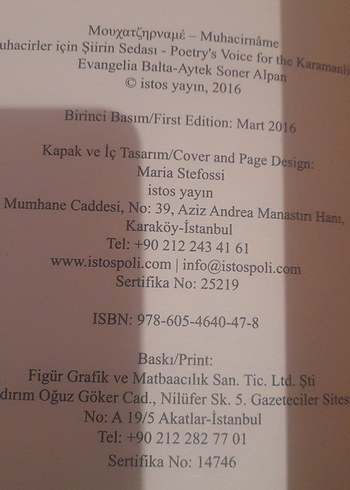 Μουχατζηρναμέ – Muhacirnâme
uhacirler için Şiirin Sedası - Poetry's Voice for the Karamanli
Evangelia Balta-Aytek Soner Alpan
© istos yayın, 2016
Birinci Basım/First Edition: Mart 2016
Kapak ve İç Tasarım/Cover and Page Design:
Maria Stefossi
istos yayın
Mumhane Caddesi, No: 39, Aziz Andrea Manastırı Hanı,
Karaköy-İstanbul
Tel: +90 212 243 41 61
www.istospoli.com | info@istospoli.com
Sertifika No: 25219
ISBN: 978-605-4640-47-8
Baskı/Print:
Figür Grafik ve Matbaacılık San. Tic. Ltd. Şti
dırım Oğuz Göker Cad., Nilüfer Sk. 5. Gazeteciler Sites
No: A 19/5 Akatlar-İstanbul
Tel: +90 212 282 77 01
Sertifika No: 14746